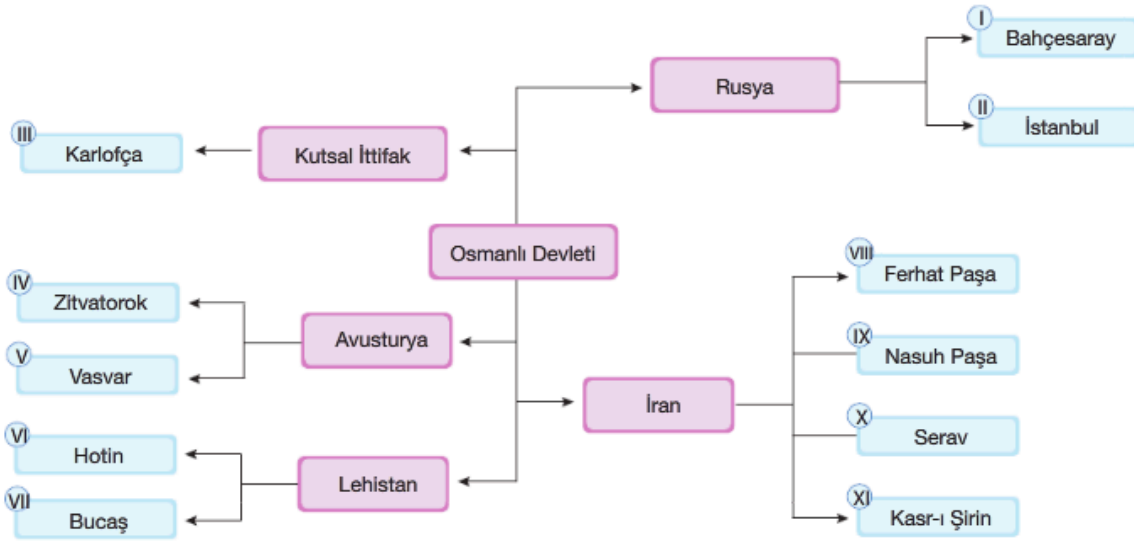 I
Bahçesaray
Rusya
II
İstanbul
III
Karlofça
Kutsal İttifak
Osmanlı Devleti
IV
Zitvatorok
Avusturya
V
Vasvar
VI
Hotin
Lehistan
VII
Bucaş
VIII
Ferhat Paşa
IX
Nasuh Paşa
İran
X
Serav
XI
Kasr-ı Şirin